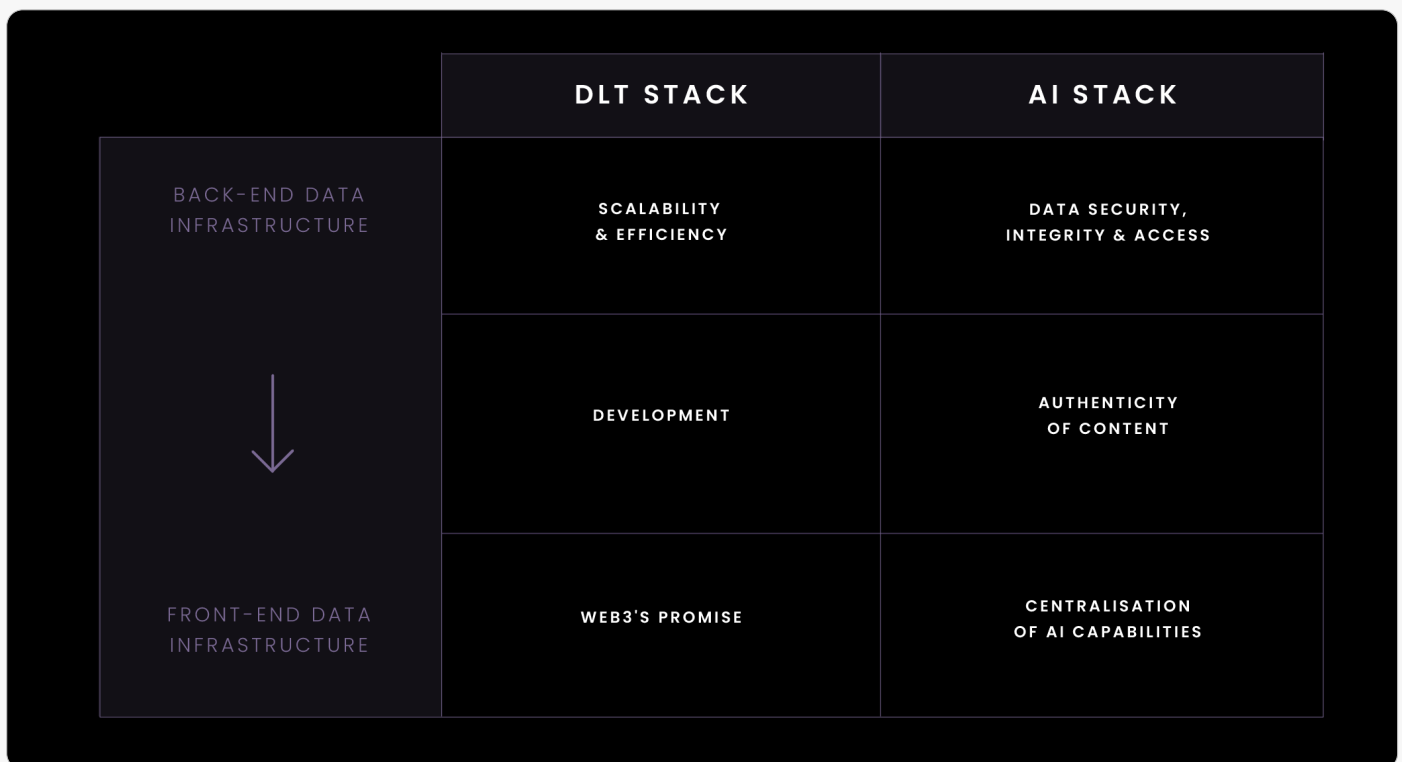 DLT STACK
AI STACK
BACK-END DATA
INFRASTRUCTURE
SCALABILITY
& EFFICIENCY
DATA SECURITY,
INTEGRITY & ACCESS
DEVELOPMENT
AUTHENTICITY
OF CONTENT
FRONT-END DATA
INFRASTRUCTURE
WEB3'S PROMISE
CENTRALISATION
OF AI CAPABILITIES